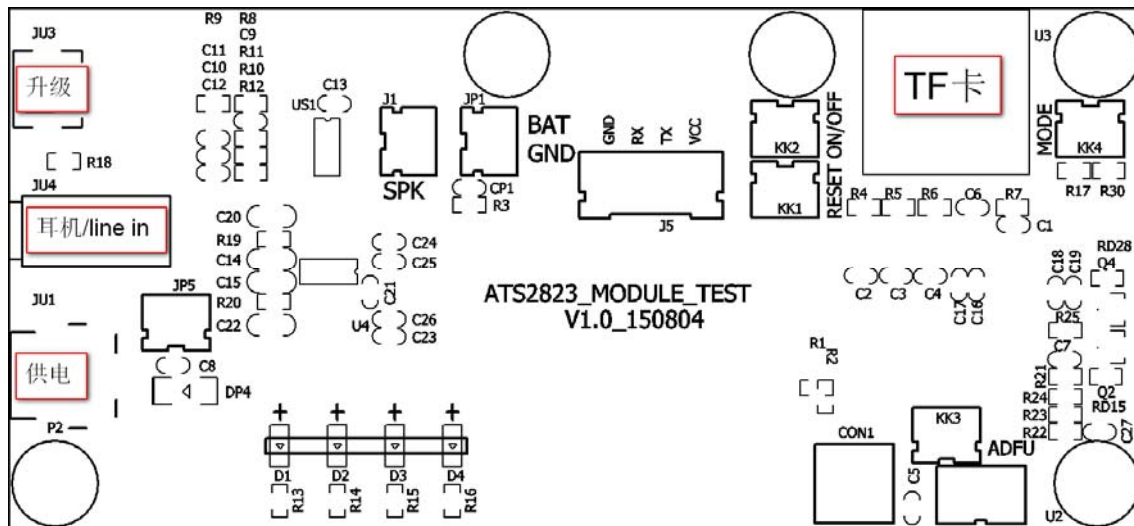 JU3
升级
R18
JU4
耳机/line in
JU1
供电
P2
R9 R8
C9
C11 R11
C10 R10
C12 R12
US1
C13
J1
SPK
JP1
BAT
GND
CP1
R3
GND
RX
TX
VCC
J5
KK2
KK1
RESET ON/OFF
TF卡
U3
MODE
KK4
R17 R30
R4 R5 R6 C6 R7
C1
C20
R19
C14
C15
R20
C22
C24
C25
C21
U4
C26
C23
JP5
C8
DP4
ATS2823_MODULE_TEST
V1.0_150804
C2 C3 C4
C17
C16
C18
C19
RD28
Q4
R25
C7
R21
R24
R23
R22
Q2
RD15
C27
R1
R2
+ + + +
D1 D2 D3 D4
R13 R14 R15 R16
CON1
KK3
ADFU
C5
U2